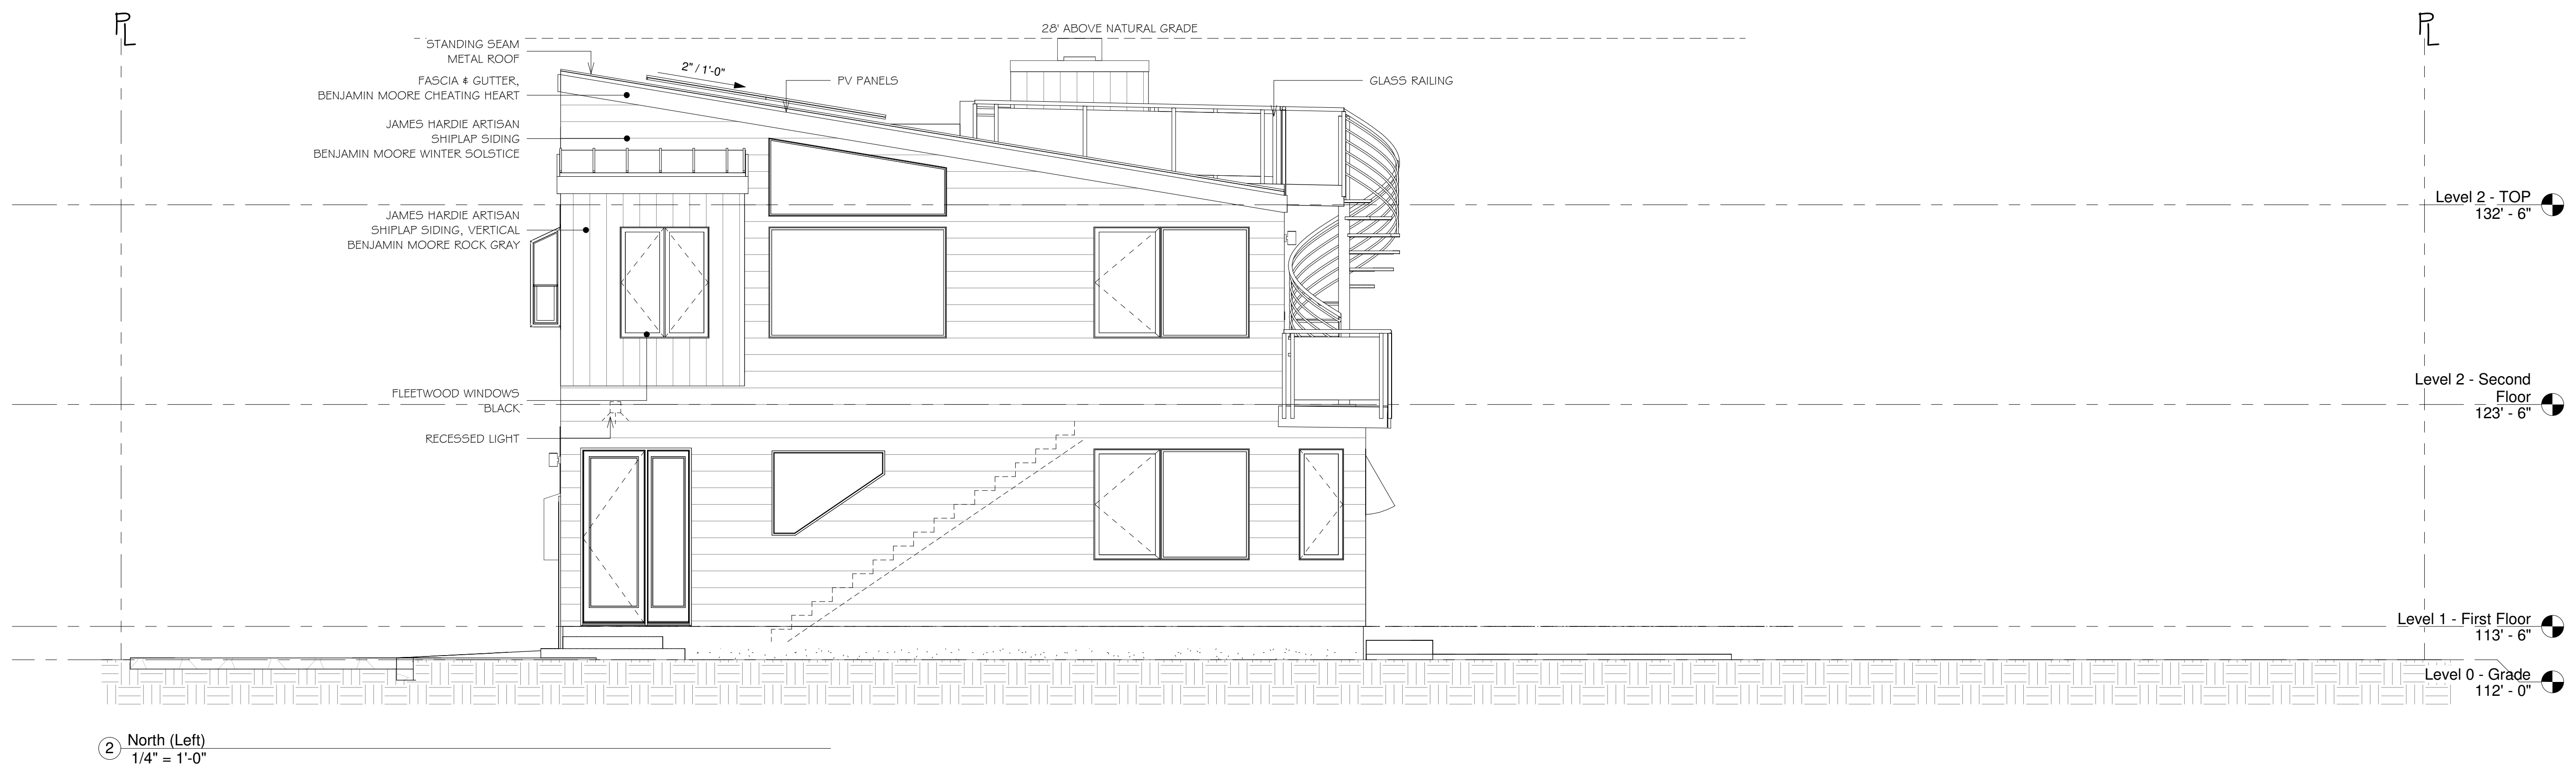 PL
PL
28' ABOVE NATURAL GRADE
STANDING SEAM
METAL ROOF
2" / 1'-0"
FASCIA & GUTTER,
BENJAMIN MOORE CHEATING HEART
PV PANELS
GLASS RAILING
JAMES HARDIE ARTISAN
SHIPLAP SIDING
BENJAMIN MOORE WINTER SOLSTICE
JAMES HARDIE ARTISAN
SHIPLAP SIDING, VERTICAL
BENJAMIN MOORE ROCK GRAY
Level 2 - TOP
132' - 6"
FLEETWOOD WINDOWS
BLACK
Level 2 - Second
Floor
123' - 6"
RECESSED LIGHT
Level 1 - First Floor
113' - 6"
Level 0 - Grade
112' - 0"
2
North (Left)
1/4" = 1'-0"